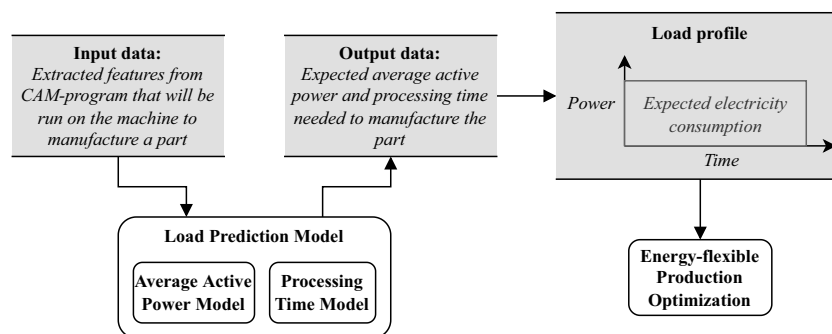 Input data:
Extracted features from
CAM-program that will be
run on the machine to
manufacture a part
Output data:
Expected average active
power and processing time
needed to manufacture the
part
Load profile
Power
Expected electricity
consumption
Time
Load Prediction Model
Average Active
Power Model
Processing
Time Model
Energy-flexible
Production
Optimization